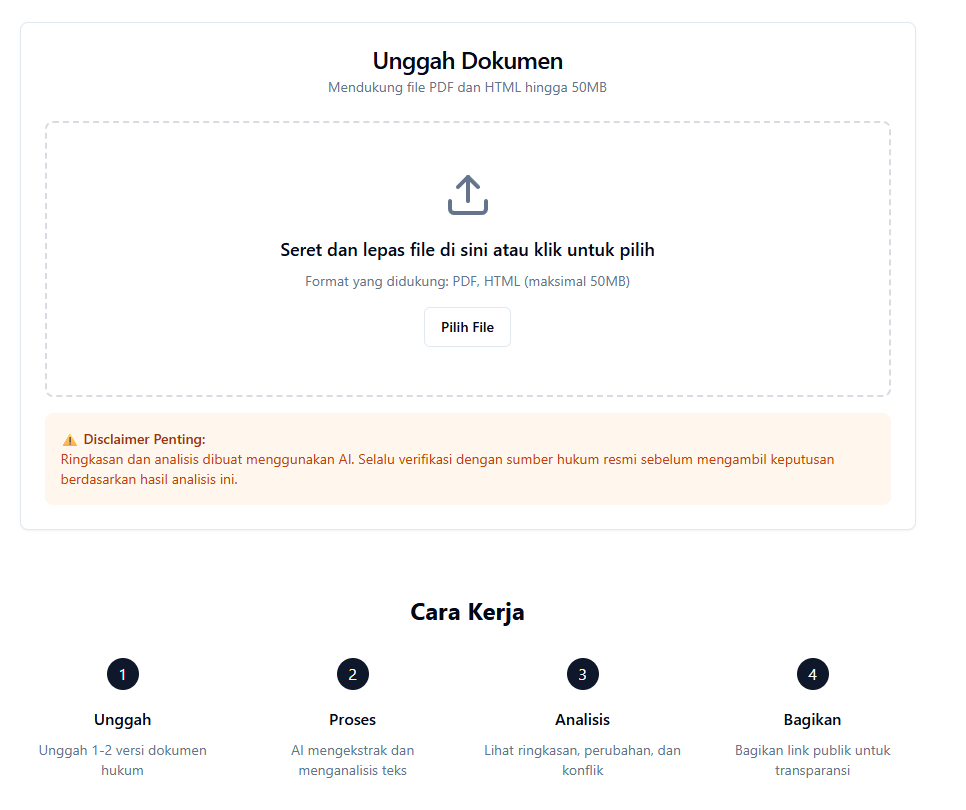 Unggah Dokumen
Mendukung file PDF dan HTML hingga 50MB
Seret dan lepas file di sini atau klik untuk pilih
Format yang didukung: PDF, HTML (maksimal 50MB)
Pilih File
⚠️ Disclaimer Penting:
Ringkasan dan analisis dibuat menggunakan AI. Selalu verifikasi dengan sumber hukum resmi sebelum mengambil keputusan
berdasarkan hasil analisis ini.
Cara Kerja
1
Unggah
Unggah 1-2 versi dokumen
hukum
2
Proses
AI mengekstrak dan
menganalisis teks
3
Analisis
Lihat ringkasan, perubahan, dan
konflik
4
Bagikan
Bagikan link publik untuk
transparansi